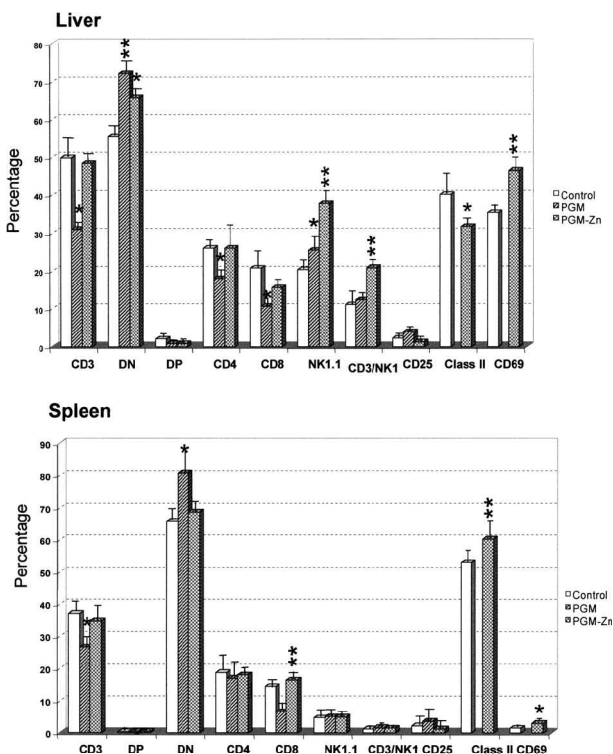 Liver
80
70
60
50
40
30
20
10
0
Percentage
** * * * * * ** ** * **
CD3 DN DP CD4 CD8 NK1.1 CD3/NK1 CD25 Class II CD69
Control
PGM
PGM-Zn
Spleen
90
80
70
60
50
40
30
20
10
0
Percentage
* * ** ** *
CD3 DP DN CD4 CD8 NK1.1 CD3/NK1 CD25 Class II CD69
Control
PGM
PGM-Zn